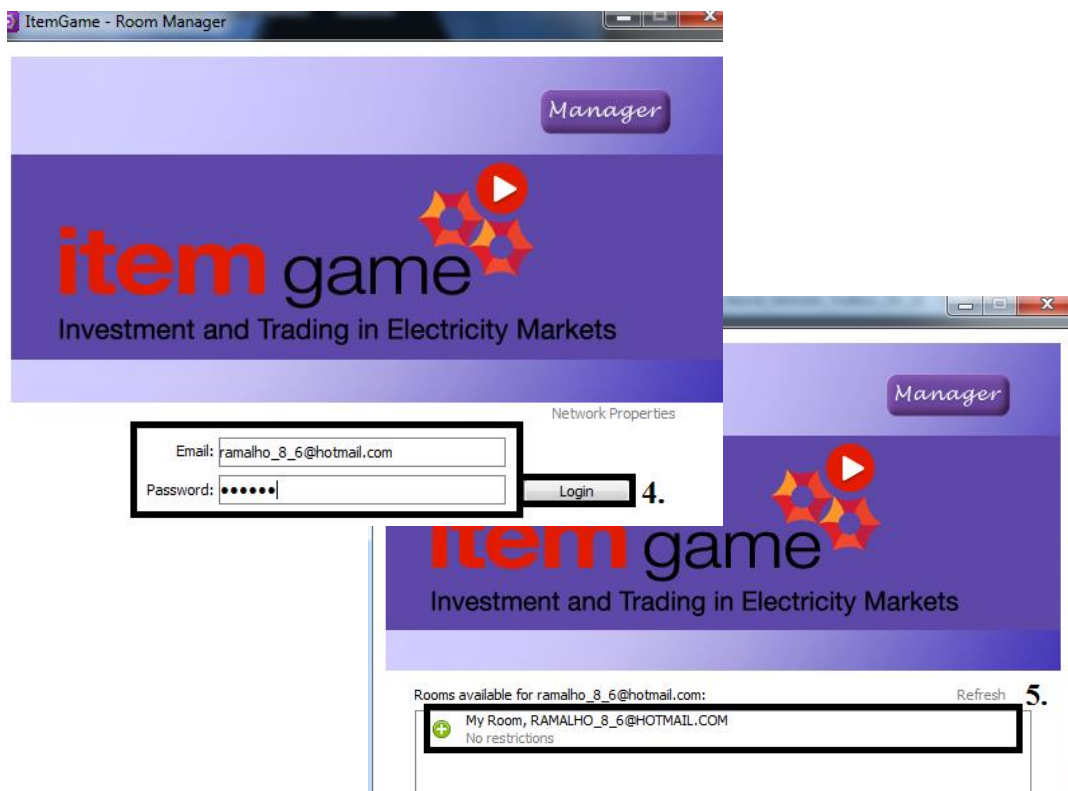 ItemGame - Room Manager
Manager
item game
Investment and Trading in Electricity Markets
Network Properties
Email: ramalho_8_6@hotmail.com
Password: ●●●●●●
Login 4.
Manager
item game
Investment and Trading in Electricity Markets
Rooms available for ramalho_8_6@hotmail.com: Refresh 5.
My Room, RAMALHO_8_6@HOTMAIL.COM
No restrictions